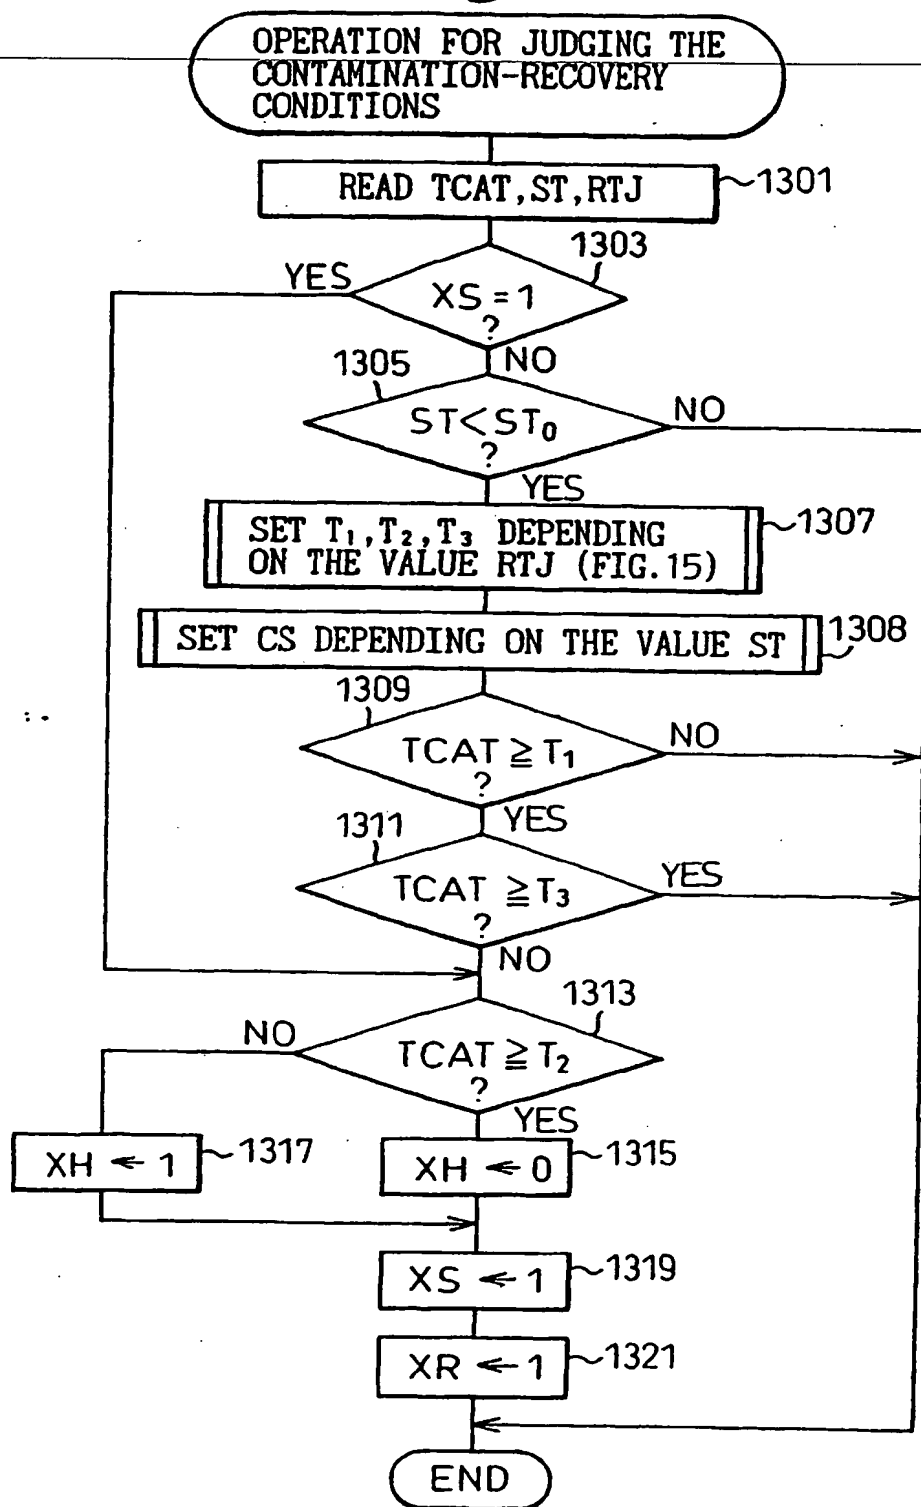 OPERATION FOR JUDGING THE
CONTAMINATION-RECOVERY
CONDITIONS
READ TCAT,ST,RTJ
1301
1303
YES
XS = 1
?
NO
1305
ST<ST₀
?
NO
YES
SET T₁,T₂,T₃ DEPENDING
ON THE VALUE RTJ (FIG.15)
1307
SET CS DEPENDING ON THE VALUE ST
1308
1309
TCAT ≧ T₁
?
NO
YES
1311
TCAT ≧ T₃
?
YES
NO
1313
NO
TCAT ≧ T₂
?
YES
XH ← 1
1317
XH ← 0
1315
XS ← 1
1319
XR ← 1
1321
END